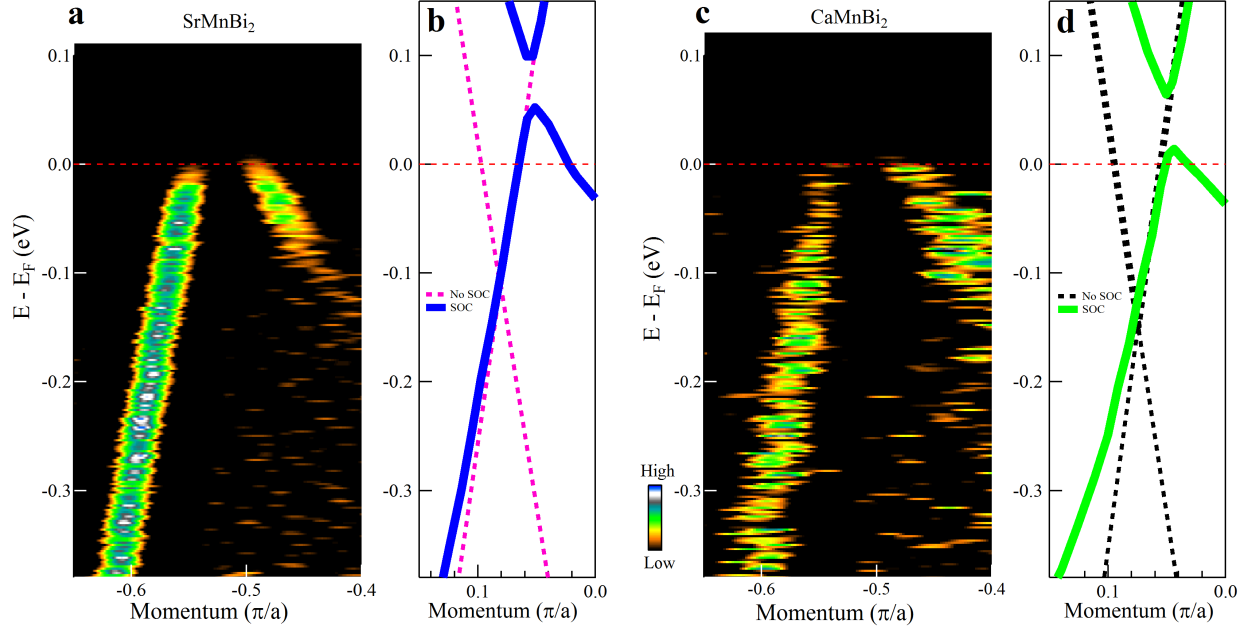 a
SrMnBi₂
0.1
0.0
-0.1
-0.2
-0.3
E - E_F (eV)
-0.6
-0.5
-0.4
Momentum (π/a)
b
0.1
0.0
-0.1
-0.2
-0.3
No SOC
SOC
0.1
0.0
Momentum (π/a)
High
Low
c
CaMnBi₂
0.1
0.0
-0.1
-0.2
-0.3
E - E_F (eV)
-0.6
-0.5
-0.4
Momentum (π/a)
d
0.1
0.0
-0.1
-0.2
-0.3
No SOC
SOC
0.1
0.0
Momentum (π/a)